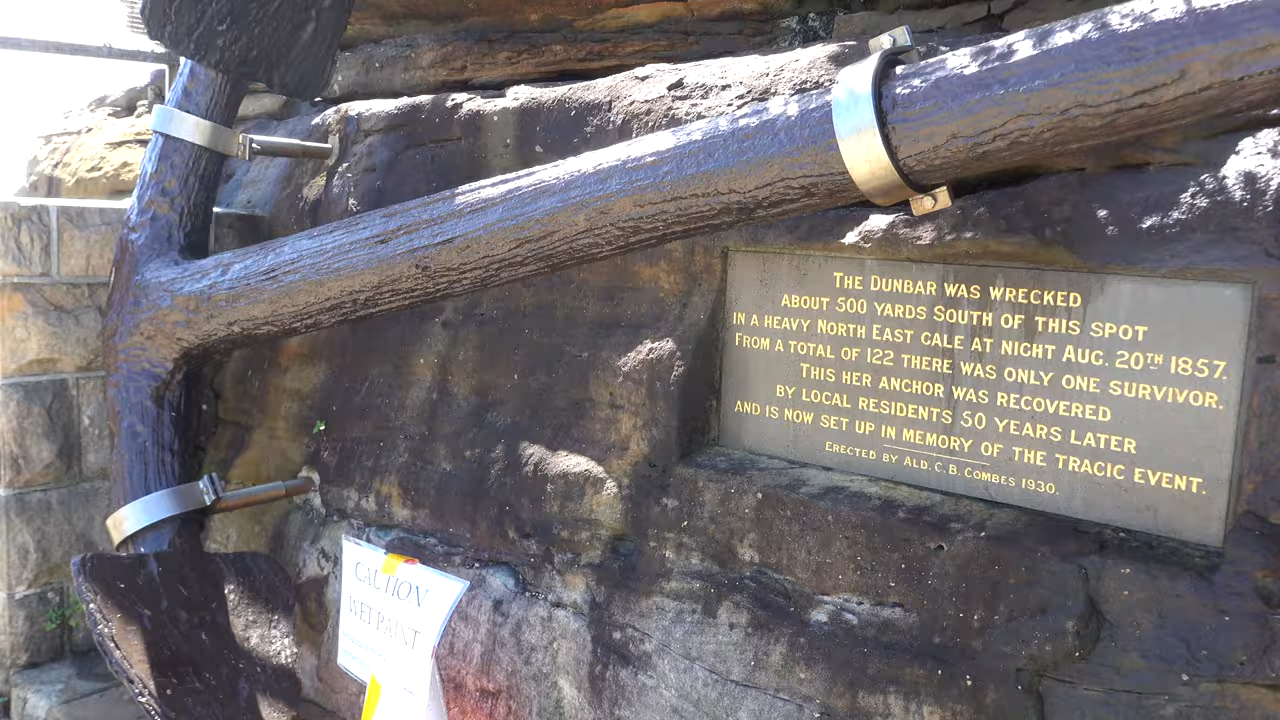 THE DUNBAR WAS WRECKED
ABOUT 500 YARDS SOUTH OF THIS SPOT
IN A HEAVY NORTH EAST GALE AT NIGHT AUG. 20TH 1857.
FROM A TOTAL OF 122 THERE WAS ONLY ONE SURVIVOR.
THIS HER ANCHOR WAS RECOVERED
BY LOCAL RESIDENTS 50 YEARS LATER
AND IS NOW SET UP IN MEMORY OF THE TRAGIC EVENT.
ERECTED BY ALD. C. B. COMBES 1930.
CAUTION
WET PAINT